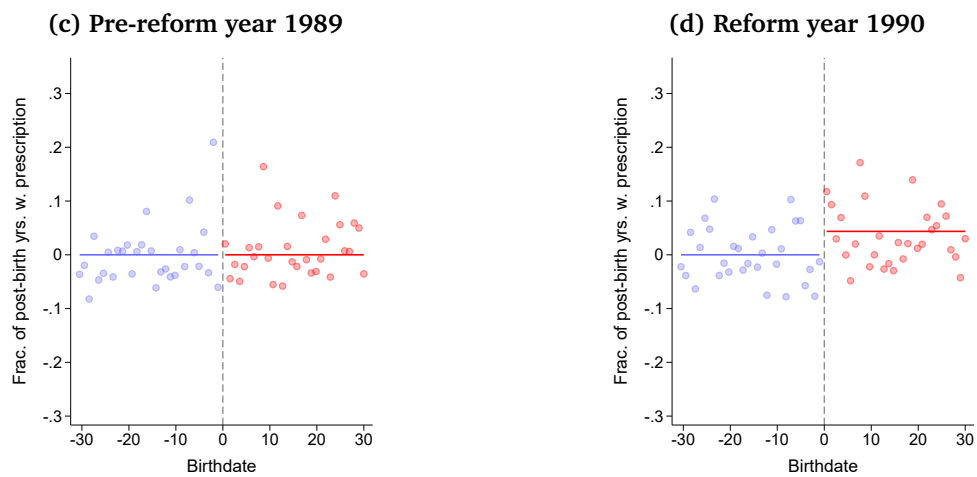 (c) Pre-reform year 1989
Frac. of post-birth yrs. w. prescription
.3
.2
.1
0
-.1
-.2
-.3
-30 -20 -10 0 10 20 30
Birthdate
(d) Reform year 1990
Frac. of post-birth yrs. w. prescription
.3
.2
.1
0
-.1
-.2
-.3
-30 -20 -10 0 10 20 30
Birthdate